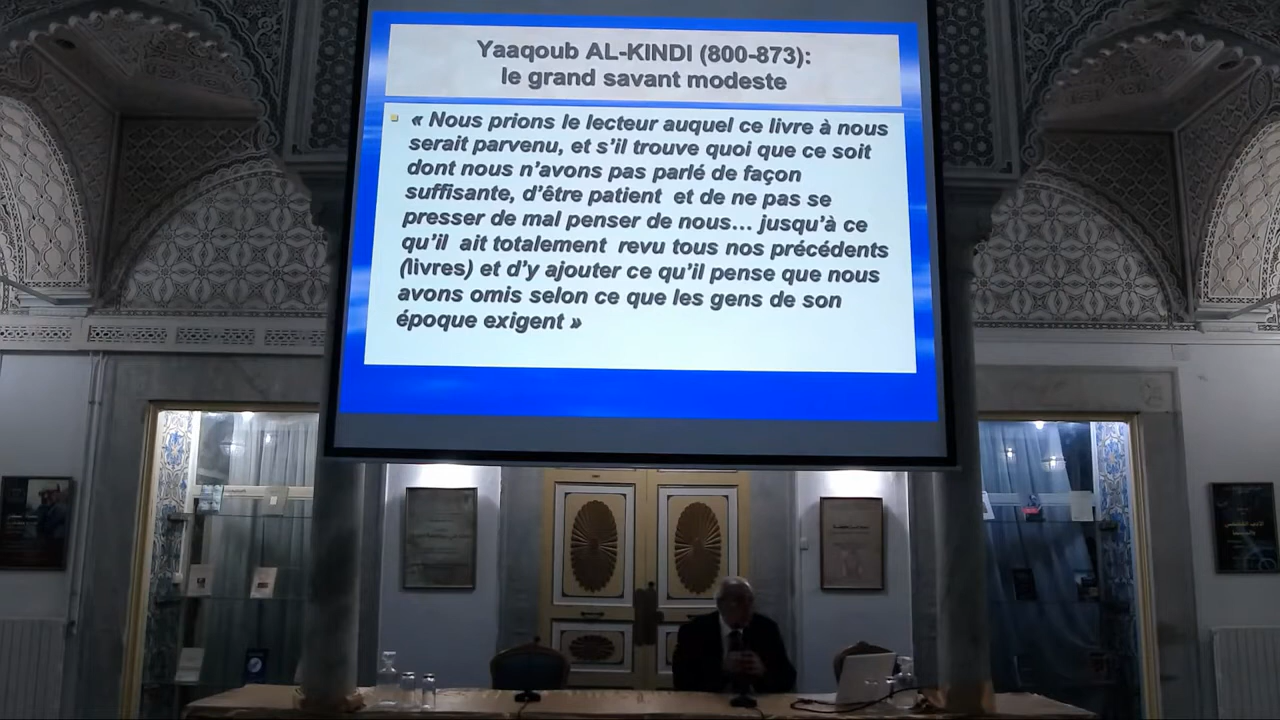 Yaaqoub AL-KINDI (800-873):
le grand savant modeste
« Nous prions le lecteur auquel ce livre à nous
serait parvenu, et s’il trouve quoi que ce soit
dont nous n’avons pas parlé de façon
suffisante, d’être patient et de ne pas se
presser de mal penser de nous… jusqu’à ce
qu’il ait totalement revu tous nos précédents
(livres) et d’y ajouter ce qu’il pense que nous
avons omis selon ce que les gens de son
époque exigent »